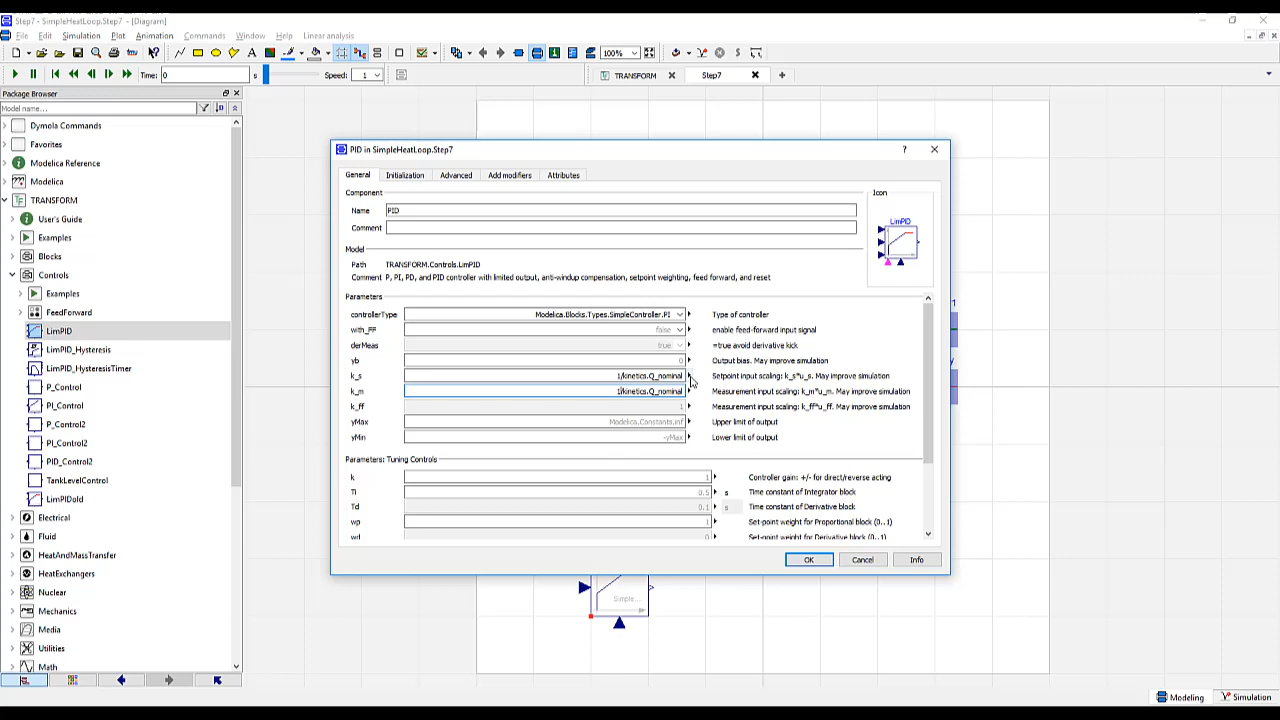 Step7 - SimpleHeatLoop.Step7 - [Diagram]
File Edit Simulation Plot Animation Commands Window Help Linear analysis
100%
Time: 0 s Speed: 1
TRANSFORM Step7
Package Browser
Model name...
Dymola Commands
Favorites
Modelica Reference
Modelica
TRANSFORM
User's Guide
Examples
Blocks
Controls
Examples
FeedForward
LimPID
LimPID_Hysteresis
LimPID_HysteresisTimer
P_Control
PI_Control
P_Control2
PI_Control2
PID_Control2
TankLevelControl
LimPIDold
Electrical
Fluid
HeatAndMassTransfer
HeatExchangers
Nuclear
Mechanics
Media
Utilities
Math
PID in SimpleHeatLoop.Step7
?
General Initialization Advanced Add modifiers Attributes
Component
Name PID
Comment
Icon
LimPID
Model
Path TRANSFORM.Controls.LimPID
Comment P, PI, PD, and PID controller with limited output, anti-windup compensation, setpoint weighting, feed forward, and reset
Parameters
controllerType Modelica.Blocks.Types.SimpleController.PI Type of controller
with_FF false enable feed-forward input signal
derMeas true =true avoid derivative kick
yb 0 Output bias. May improve simulation
k_s 1/kinetics.Q_nominal Setpoint input scaling: k_s*u_s. May improve simulation
k_m 1/kinetics.Q_nominal Measurement input scaling: k_m*u_m. May improve simulation
k_ff 1 Measurement input scaling: k_ff*u_ff. May improve simulation
yMax Modelica.Constants.inf Upper limit of output
yMin -yMax Lower limit of output
Parameters: Tuning Controls
k 1 Controller gain: +/- for direct/reverse acting
Ti 0.5 s Time constant of Integrator block
Td 0.1 s Time constant of Derivative block
wp 1 Set-point weight for Proportional block (0..1)
wd 0 Set-point weight for Derivative block (0..1)
OK Cancel Info
Simple...
Modeling Simulation